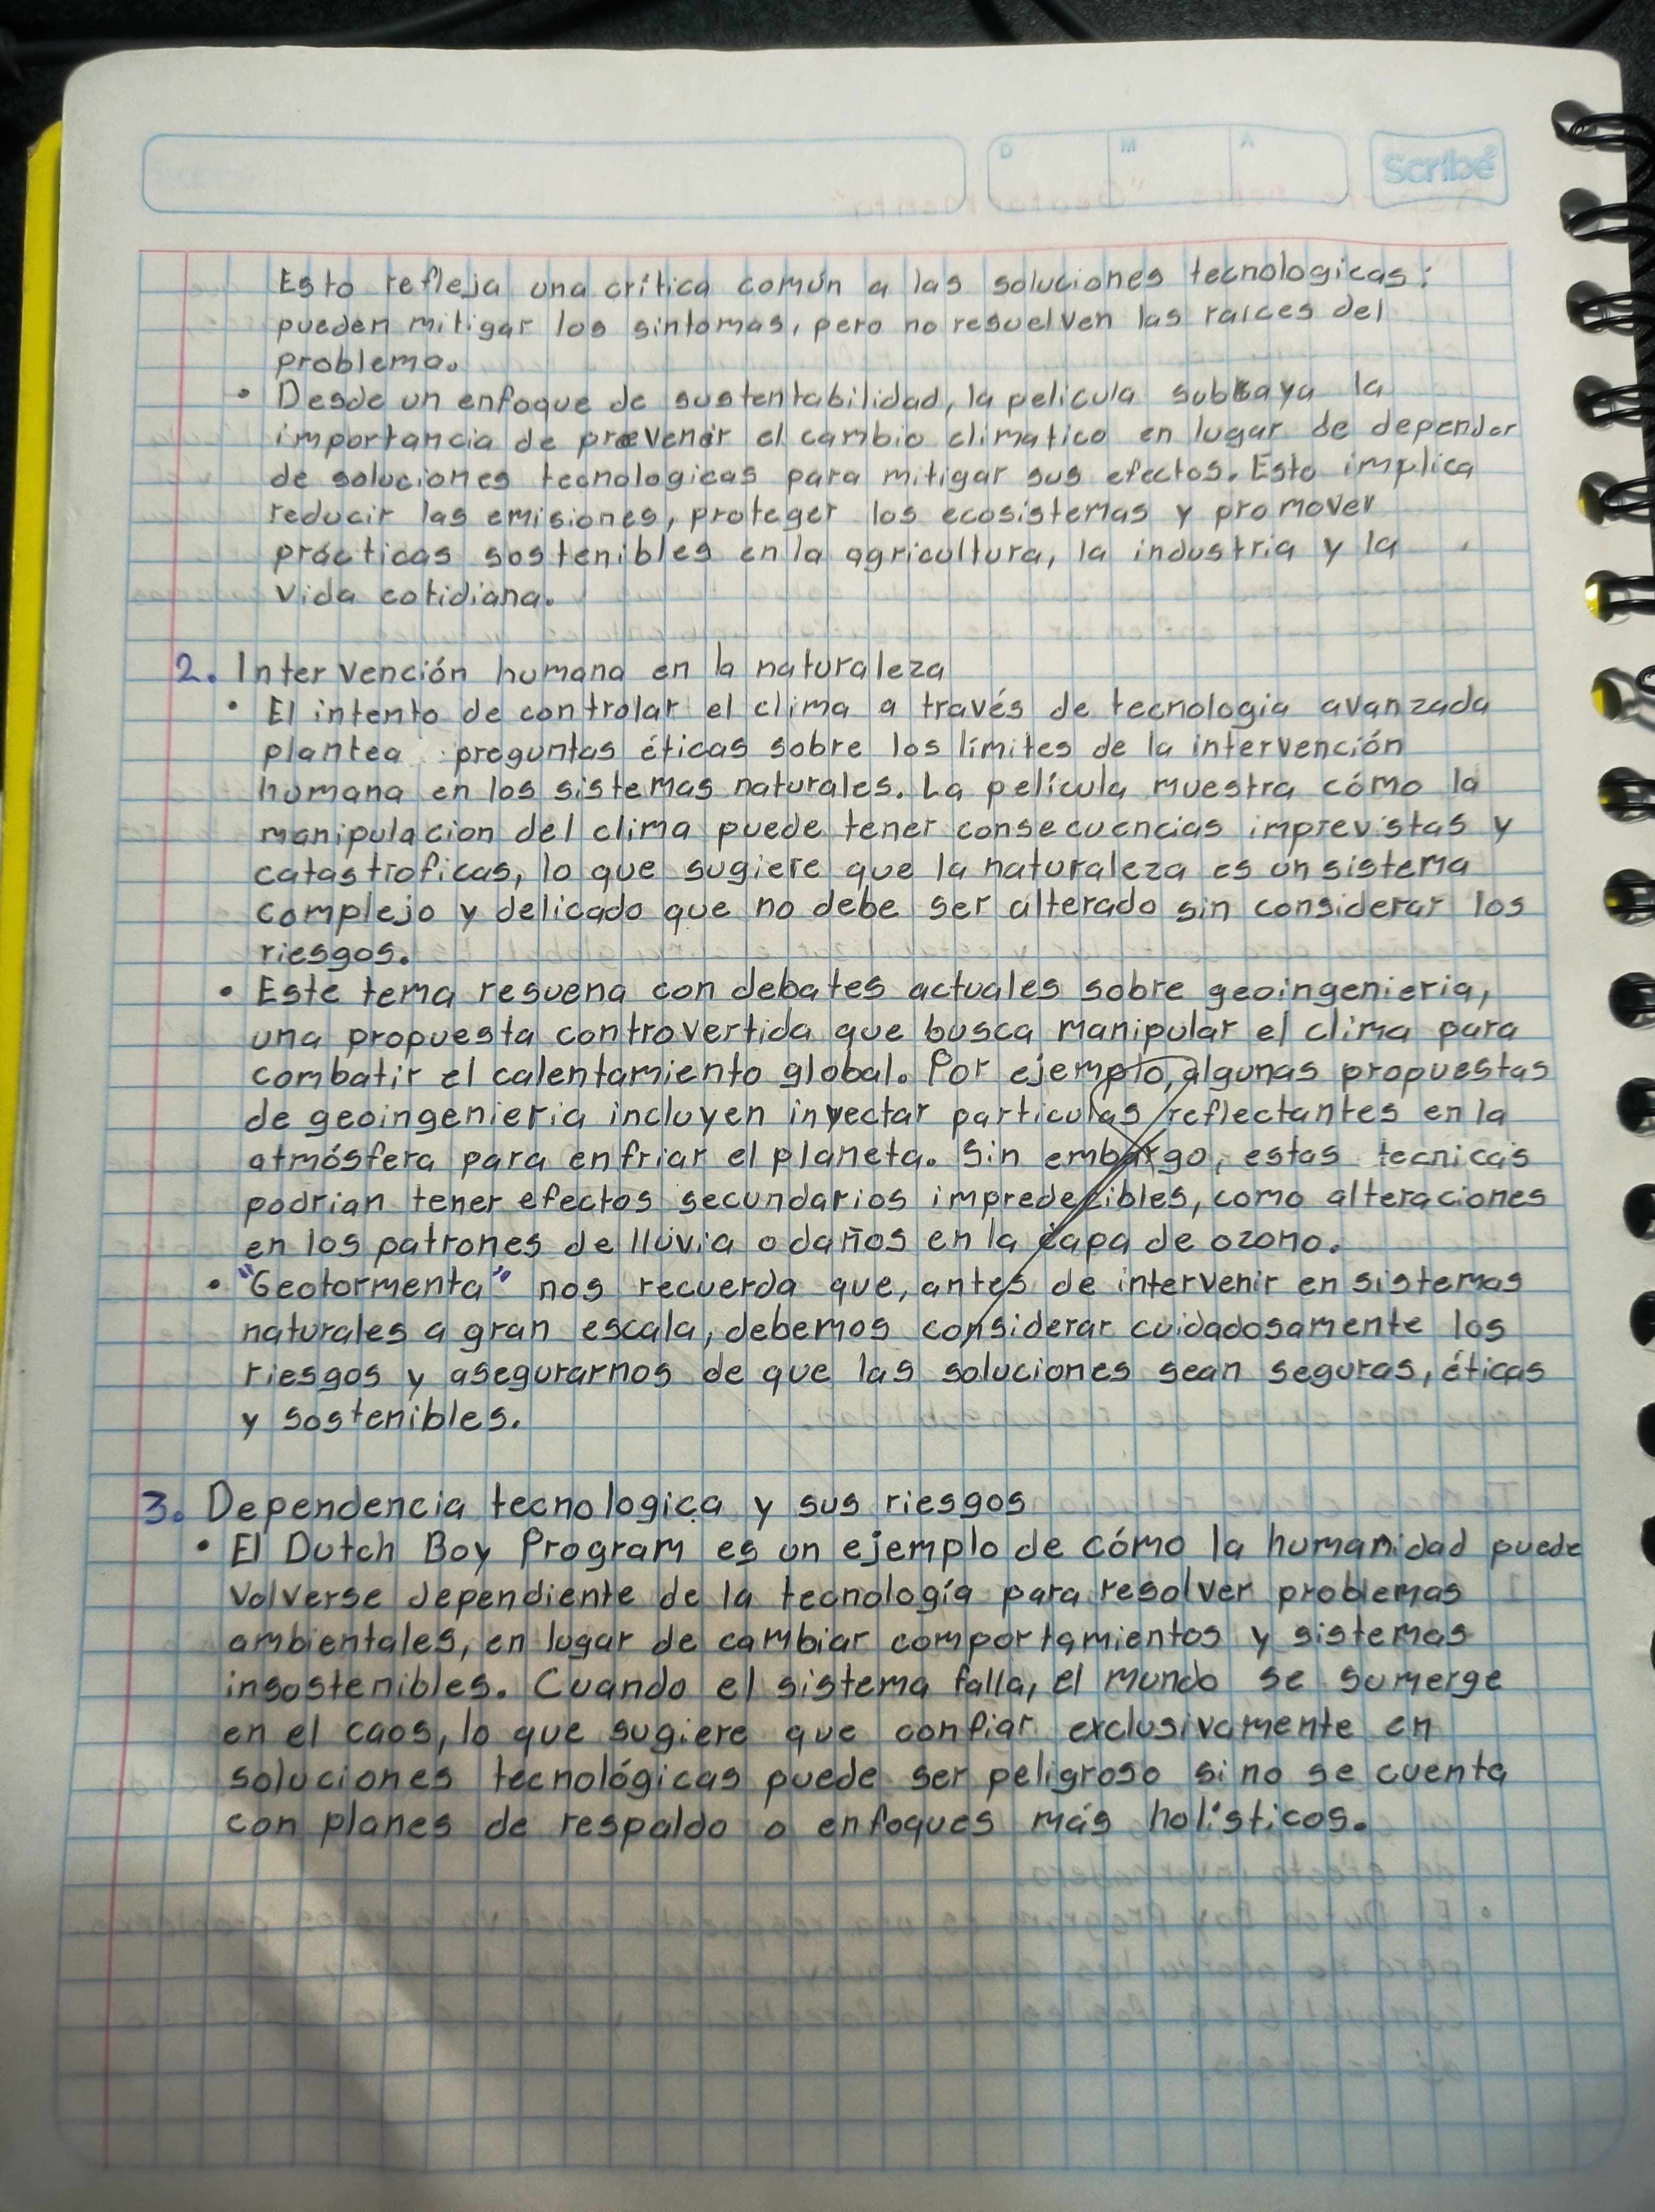 D M A Scribe
Esto refleja una crítica común a las soluciones tecnologicas:
pueden mitigar los sintomas, pero no resuelven las raíces del
problema.
• Desde un enfoque de sustentabilidad, la pelicula subraya la
importancia de prevenir el cambio climatico en lugar de depender
de soluciones tecnologicas para mitigar sus efectos. Esto implica
reducir las emisiones, proteger los ecosistemas y promover
prácticas sostenibles en la agricultura, la industria y la
vida cotidiana.
2. Intervención humana en la naturaleza
• El intento de controlar el clima a través de tecnologia avanzada
plantea preguntas éticas sobre los límites de la intervención
humana en los sistemas naturales. La película muestra cómo la
manipulacion del clima puede tener consecuencias imprevistas y
catastroficas, lo que sugiere que la naturaleza es un sistema
complejo y delicado que no debe ser alterado sin considerar los
riesgos.
• Este tema resuena con debates actuales sobre geoingenieria,
una propuesta controvertida que busca manipular el clima para
combatir el calentamiento global. Por ejemplo, algunas propuestas
de geoingenieria incluyen inyectar particulas reflectantes en la
atmósfera para enfriar el planeta. Sin embargo, estas tecnicas
podrian tener efectos secundarios impredecibles, como alteraciones
en los patrones de lluvia o daños en la capa de ozono.
• "Geotormenta" nos recuerda que, antes de intervenir en sistemas
naturales a gran escala, debemos considerar cuidadosamente los
riesgos y asegurarnos de que las soluciones sean seguras, éticas
y sostenibles.
3. Dependencia tecnologica y sus riesgos
• El Dutch Boy Program es un ejemplo de cómo la humanidad puede
volverse dependiente de la tecnología para resolver problemas
ambientales, en lugar de cambiar comportamientos y sistemas
insostenibles. Cuando el sistema falla, el mundo se sumerge
en el caos, lo que sugiere que confiar exclusivamente en
soluciones tecnológicas puede ser peligroso si no se cuenta
con planes de respaldo o enfoques más holísticos.